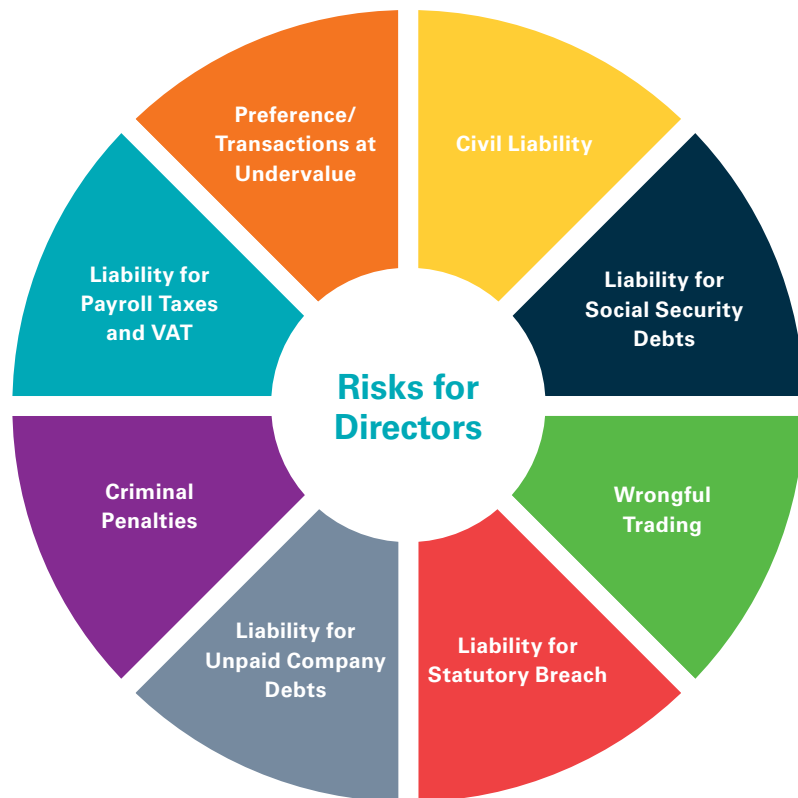 Preference/
Transactions at
Undervalue
Civil Liability
Liability for
Social Security
Debts
Wrongful
Trading
Liability for
Statutory Breach
Liability for
Unpaid Company
Debts
Criminal
Penalties
Liability for
Payroll Taxes
and VAT
Risks for
Directors